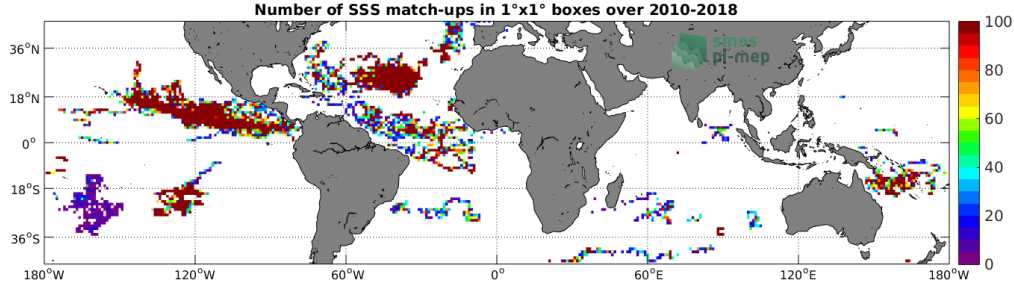 Number of SSS match-ups in 1°x1° boxes over 2010-2018
36°N
18°N
0°
18°S
36°S
180°W
120°W
60°W
0°
60°E
120°E
180°W
100
80
60
40
20
0
smos
pi-mep